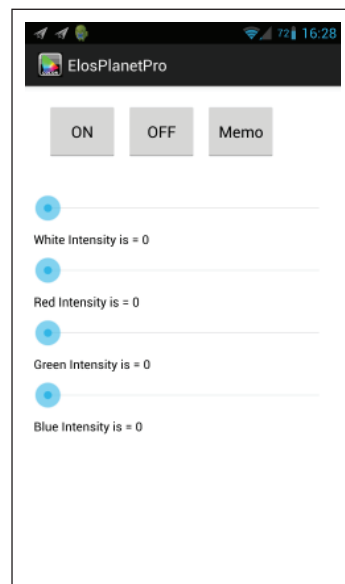 72 16:28
ElosPlanetPro
ON OFF Memo
White Intensity is = 0
Red Intensity is = 0
Green Intensity is = 0
Blue Intensity is = 0